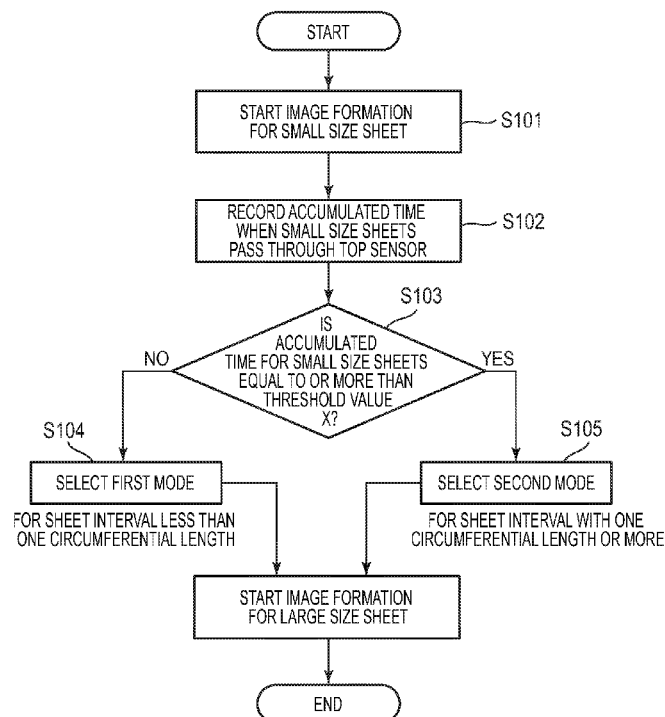 START
START IMAGE FORMATION
FOR SMALL SIZE SHEET
S101
RECORD ACCUMULATED TIME
WHEN SMALL SIZE SHEETS
PASS THROUGH TOP SENSOR
S102
S103
IS
ACCUMULATED
TIME FOR SMALL SIZE SHEETS
EQUAL TO OR MORE THAN
THRESHOLD VALUE
X?
NO
YES
S104
SELECT FIRST MODE
FOR SHEET INTERVAL LESS THAN
ONE CIRCUMFERENTIAL LENGTH
S105
SELECT SECOND MODE
FOR SHEET INTERVAL WITH ONE
CIRCUMFERENTIAL LENGTH OR MORE
START IMAGE FORMATION
FOR LARGE SIZE SHEET
END